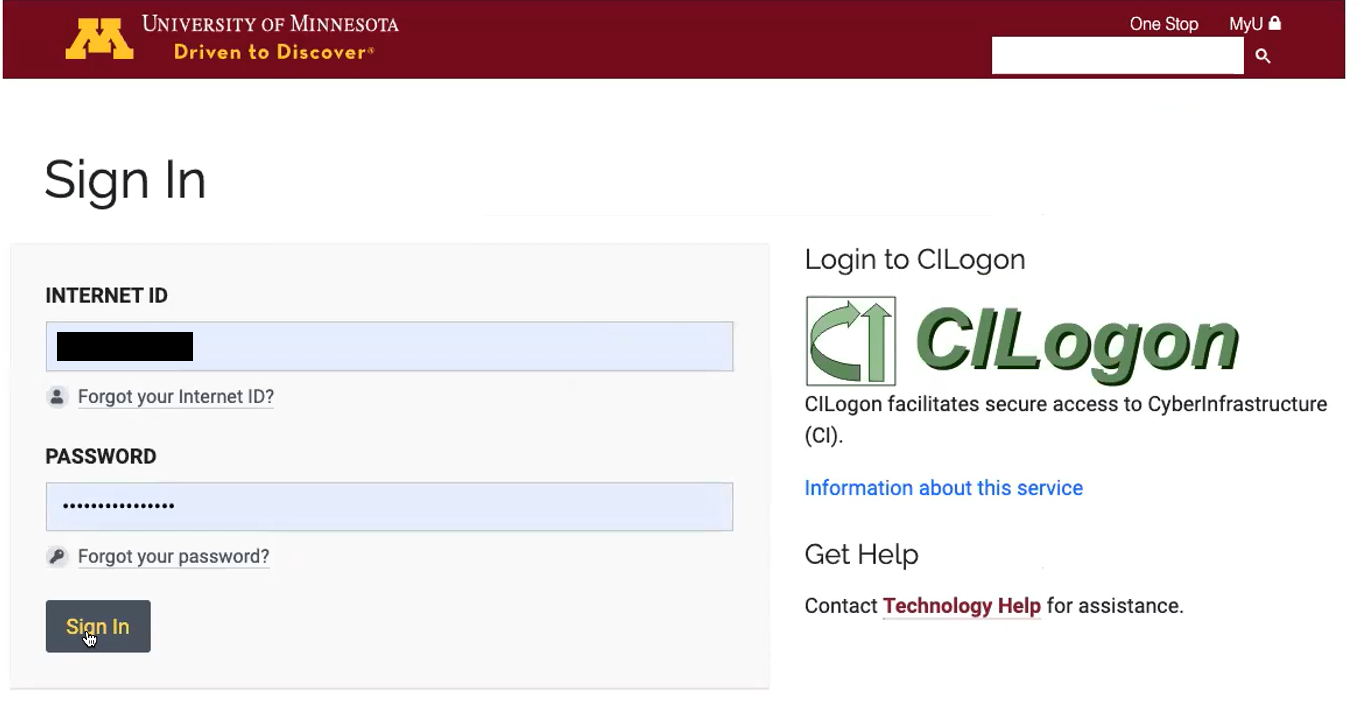 UNIVERSITY OF MINNESOTA
Driven to Discover®
One Stop MyU
Sign In
INTERNET ID
Forgot your Internet ID?
PASSWORD
••••••••••••••••
Forgot your password?
Sign In
Login to CILogon
CI CILogon
CILogon facilitates secure access to CyberInfrastructure
(CI).
Information about this service
Get Help
Contact Technology Help for assistance.